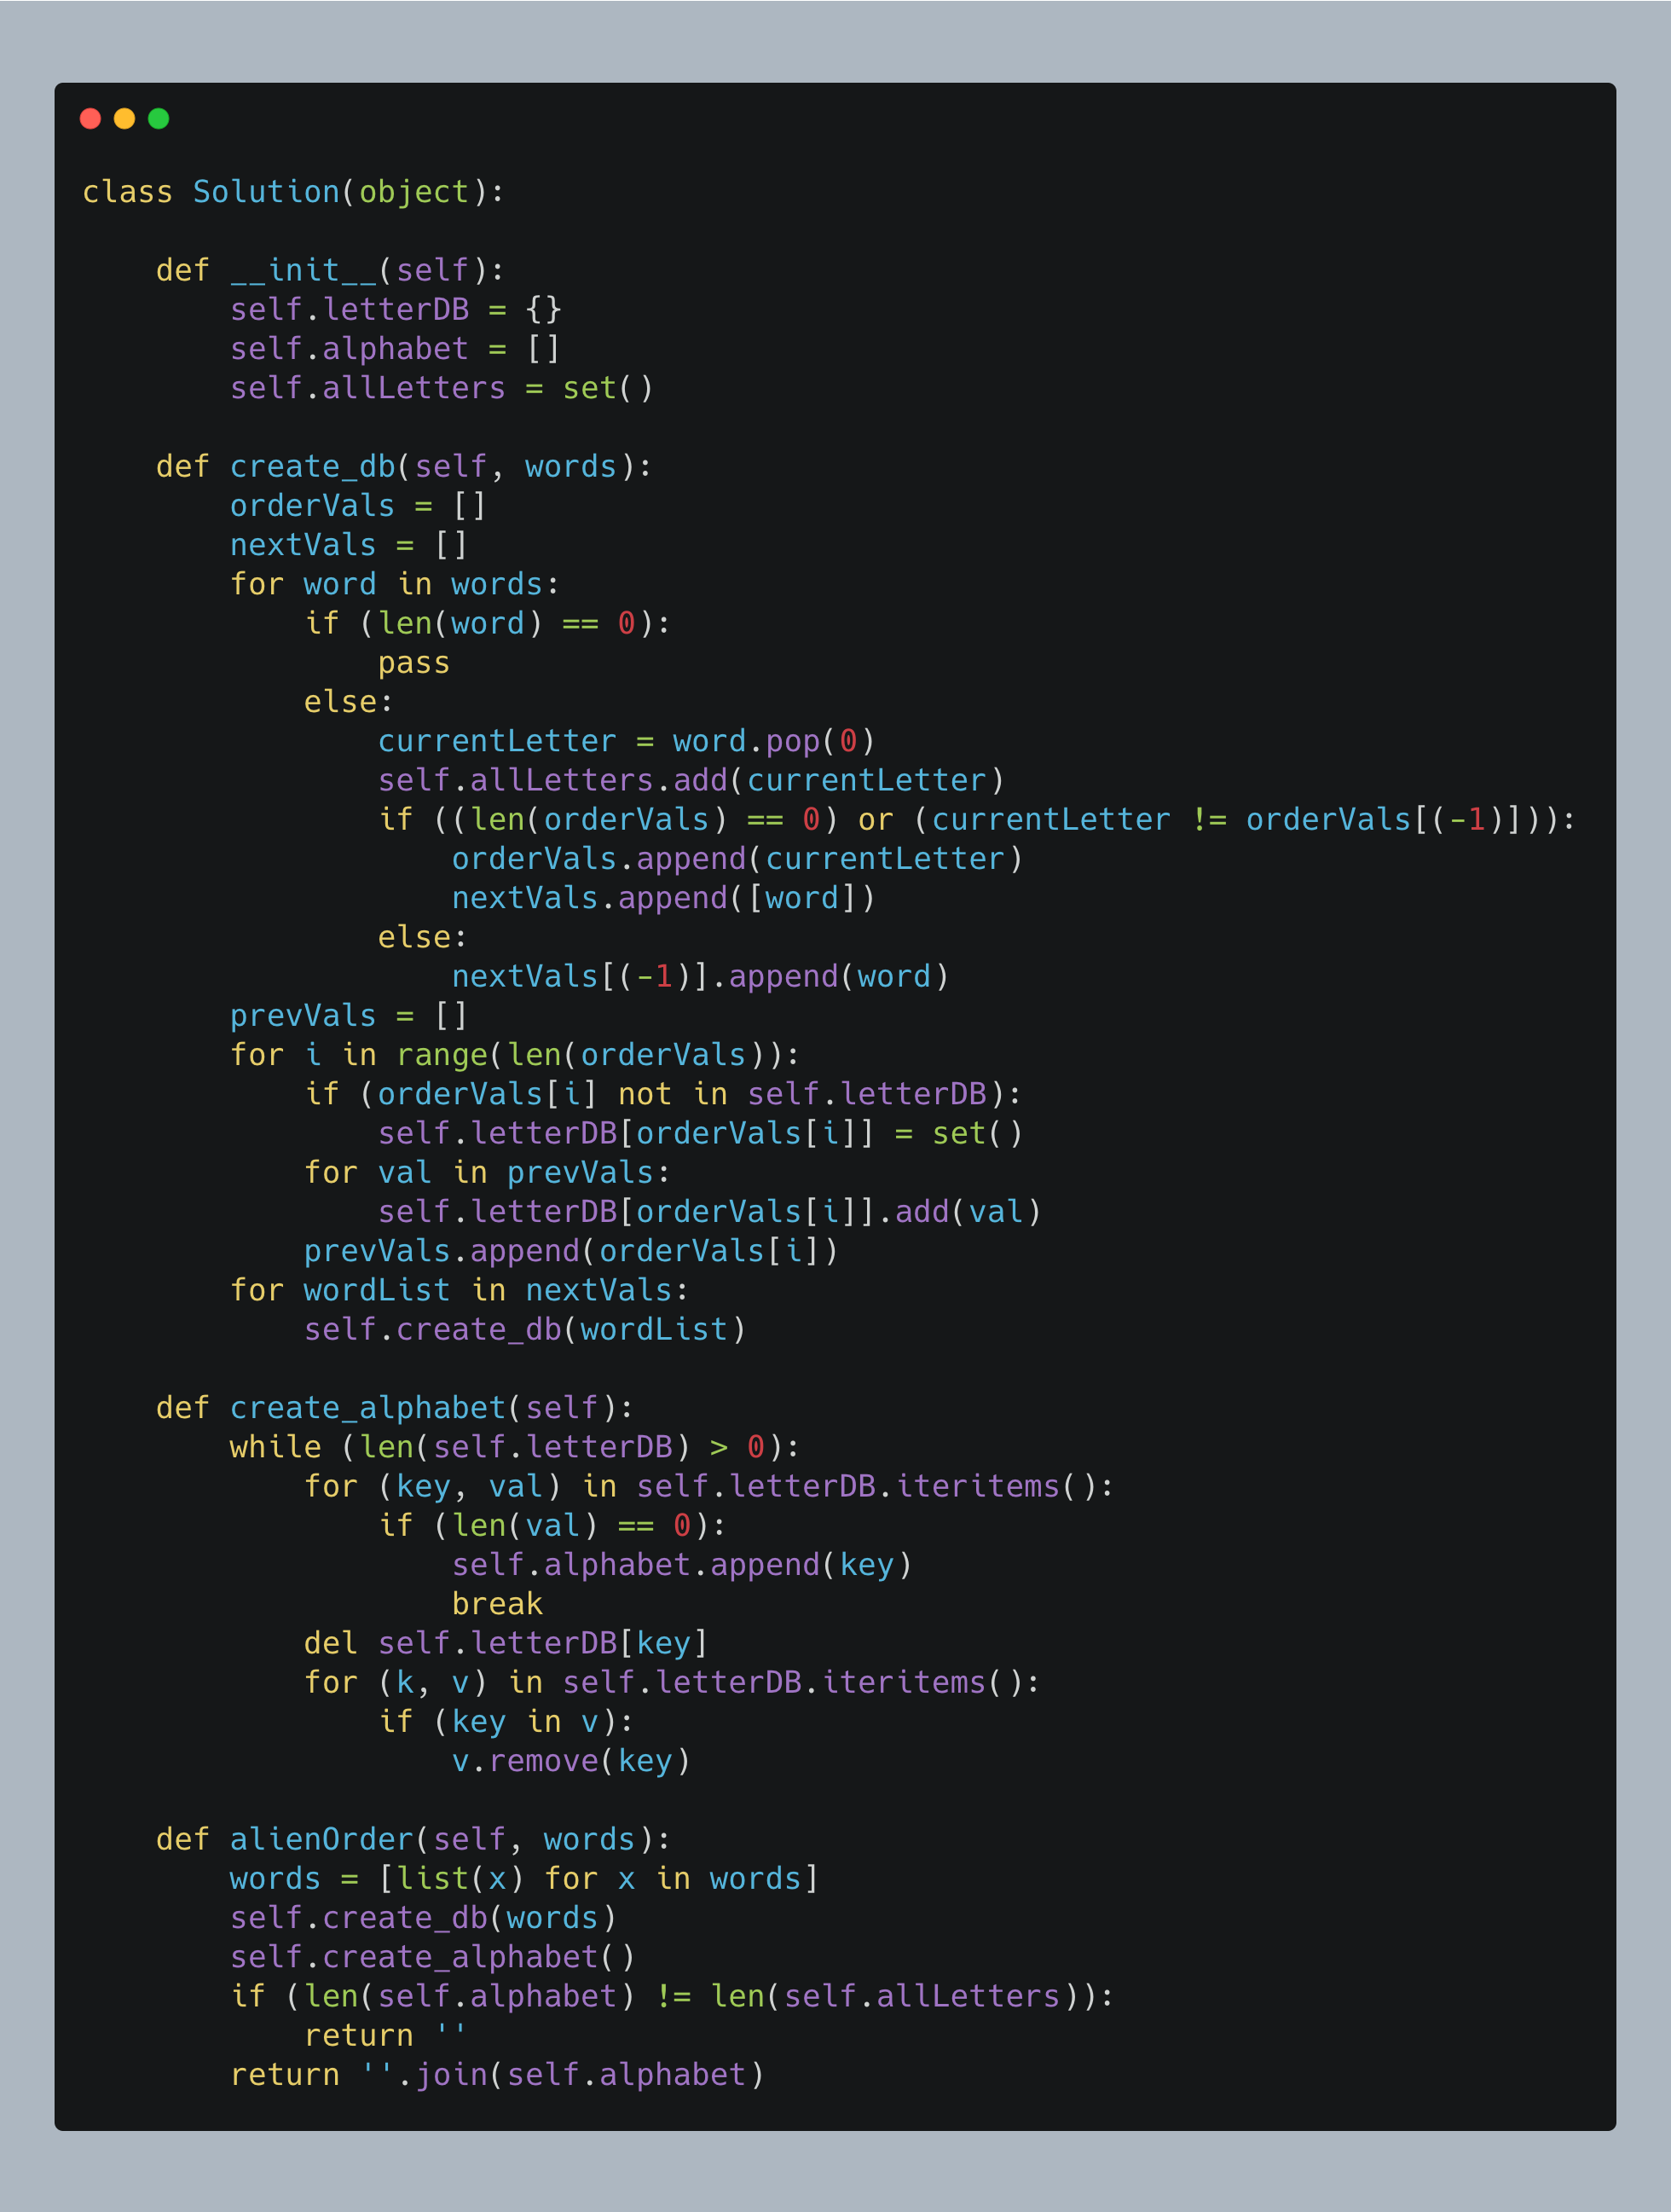 class Solution(object):

    def __init__(self):
        self.letterDB = {}
        self.alphabet = []
        self.allLetters = set()

    def create_db(self, words):
        orderVals = []
        nextVals = []
        for word in words:
            if (len(word) == 0):
                pass
            else:
                currentLetter = word.pop(0)
                self.allLetters.add(currentLetter)
                if ((len(orderVals) == 0) or (currentLetter != orderVals[(-1)])):
                    orderVals.append(currentLetter)
                    nextVals.append([word])
                else:
                    nextVals[(-1)].append(word)
        prevVals = []
        for i in range(len(orderVals)):
            if (orderVals[i] not in self.letterDB):
                self.letterDB[orderVals[i]] = set()
            for val in prevVals:
                self.letterDB[orderVals[i]].add(val)
            prevVals.append(orderVals[i])
        for wordList in nextVals:
            self.create_db(wordList)

    def create_alphabet(self):
        while (len(self.letterDB) > 0):
            for (key, val) in self.letterDB.iteritems():
                if (len(val) == 0):
                    self.alphabet.append(key)
                    break
            del self.letterDB[key]
            for (k, v) in self.letterDB.iteritems():
                if (key in v):
                    v.remove(key)

    def alienOrder(self, words):
        words = [list(x) for x in words]
        self.create_db(words)
        self.create_alphabet()
        if (len(self.alphabet) != len(self.allLetters)):
            return ''
        return ''.join(self.alphabet)